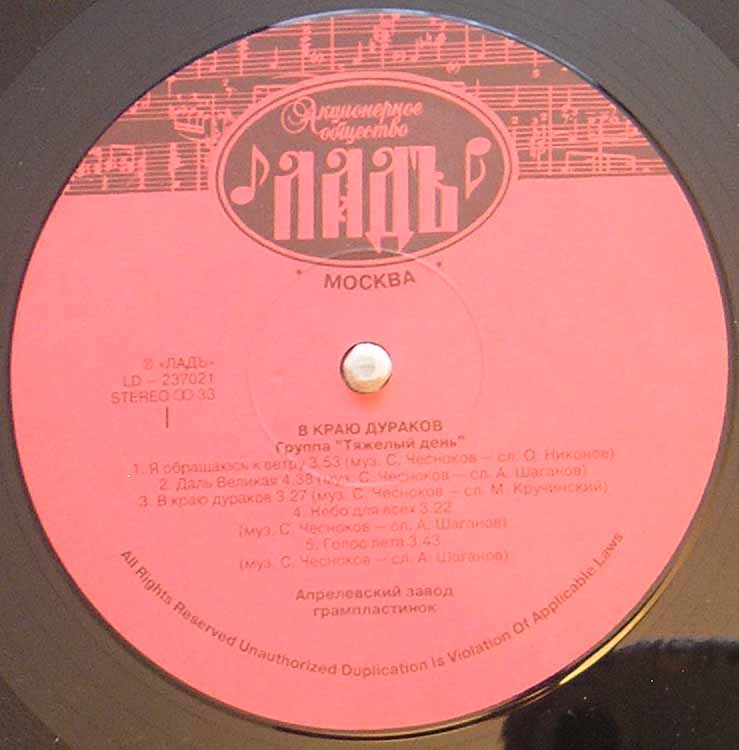 Акционерное
общество
ЛАДЪ
МОСКВА
℗ «ЛАДЪ»
LD – 237021
STEREO 33
I
В КРАЮ ДУРАКОВ
Группа "Тяжелый день"
1. Я обращаюсь к ветру 3.53 (муз. С. Чесноков – сл. О. Никонов)
2. Даль Великая 4.38 (муз. С. Чесноков – сл. А. Шаганов)
3. В краю дураков 3.27 (муз. С. Чесноков – сл. М. Кручинский)
4. Небо для всех 3.22
(муз. С. Чесноков – сл. А. Шаганов)
5. Голос лета 3.43
(муз. С. Чесноков – сл. А. Шаганов)
Апрелевский завод
грампластинок
All Rights Reserved Unauthorized Duplication Is Violation Of Applicable Laws